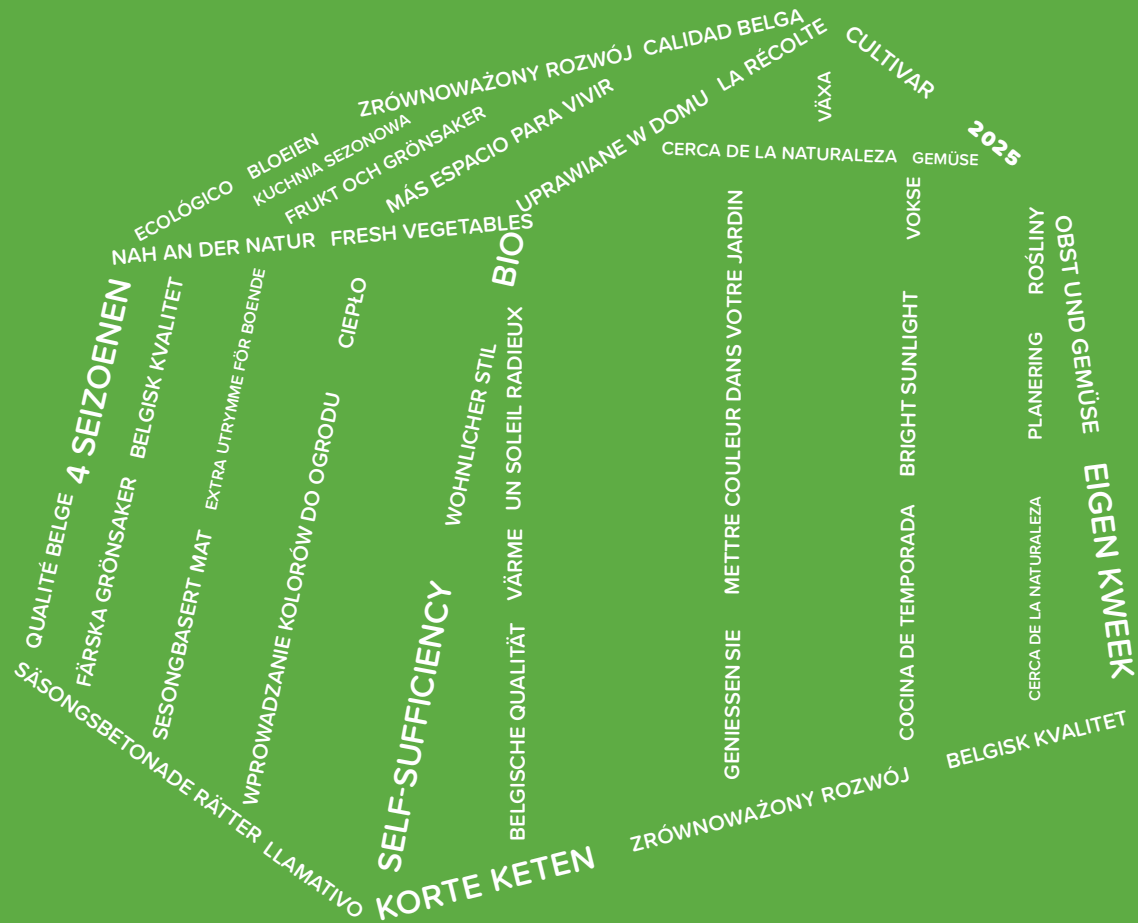 ZRÓWNOWAŻONY ROZWÓJ
CALIDAD BELGA
CULTIVAR
2025
ECOLÓGICO
BLOEIEN
KUCHNIA SEZONOWA
FRUKT OCH GRÖNSAKER
MÁS ESPACIO PARA VIVIR
UPRAWIANE W DOMU
LA RÉCOLTE
VÄXA
CERCA DE LA NATURALEZA
GEMÜSE
NAH AN DER NATUR
FRESH VEGETABLES
QUALITÉ BELGE
4 SEIZOENEN
FÄRSKA GRÖNSAKER
BELGISK KVALITET
SESONGBASERT MAT
EXTRA UTRYMME FÖR BOENDE
WPROWADZANIE KOLORÓW DO OGRODU
CIEPŁO
SELF-SUFFICIENCY
WOHNLICHER STIL
BIO
BELGISCHE QUALITÄT
VÄRME
UN SOLEIL RADIEUX
GENIESSEN SIE
METTRE COULEUR DANS VOTRE JARDIN
COCINA DE TEMPORADA
BRIGHT SUNLIGHT
VOKSE
CERCA DE LA NATURALEZA
PLANERING
ROŚLINY
OBST UND GEMÜSE
EIGEN KWEEK
SÄSONGSBETONADE RÄTTER
LLAMATIVO
KORTE KETEN
ZRÓWNOWAŻONY ROZWÓJ
BELGISK KVALITET